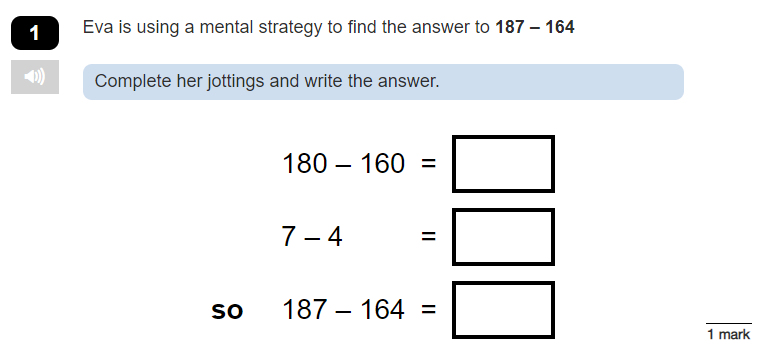 1 Eva is using a mental strategy to find the answer to 187 – 164
Complete her jottings and write the answer.
180 – 160 =
7 – 4 =
so 187 – 164 =
1 mark